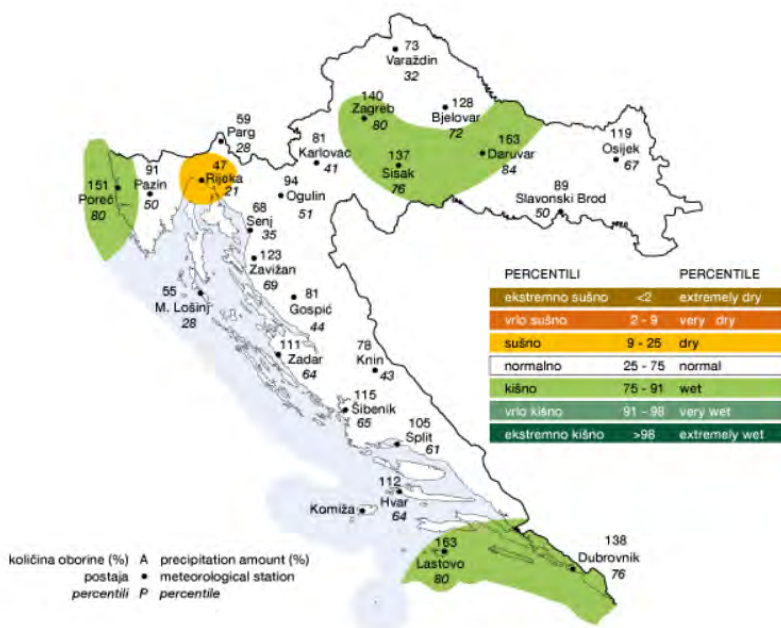 73
Varaždin
32
140
Zagreb
80
128
Bjelovar
72
59
Parg
28
81
Karlovac
41
137
Sisak
76
163
Daruvar
84
119
Osijek
67
151
Poreč
80
91
Pazin
50
47
Rijeka
21
94
Ogulin
51
89
Slavonski Brod
50
68
Senj
35
123
Zavižan
69
55
M. Lošinj
28
81
Gospić
44
111
Zadar
64
78
Knin
43
115
Šibenik
65
105
Split
61
112
Hvar
64
Komiža
163
Lastovo
80
138
Dubrovnik
76
PERCENTILI PERCENTILE
ekstremno sušno <2 extremely dry
vrlo sušno 2 - 9 very dry
sušno 9 - 25 dry
normalno 25 - 75 normal
kišno 75 - 91 wet
vrlo kišno 91 - 98 very wet
ekstremno kišno >98 extremely wet
količina oborine (%) A precipitation amount (%)
postaja • meteorological station
percentili P percentile